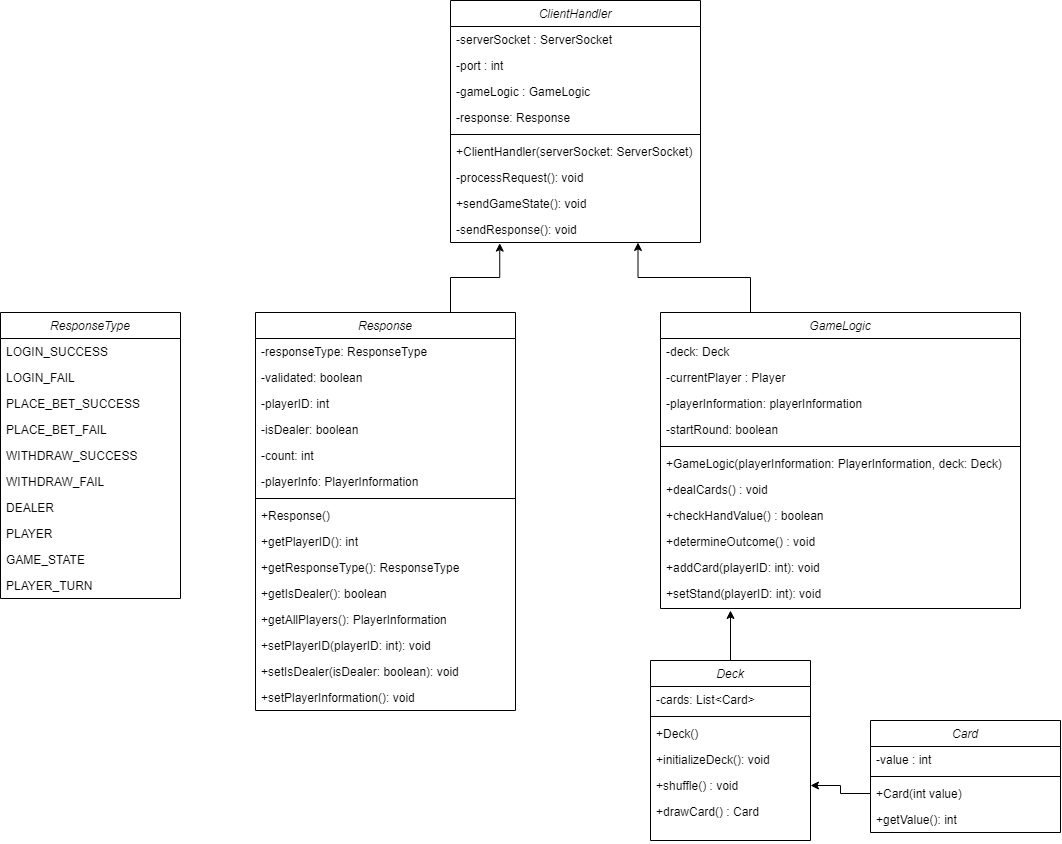 ClientHandler
-serverSocket : ServerSocket
-port : int
-gameLogic : GameLogic
-response: Response
+ClientHandler(serverSocket: ServerSocket)
-processRequest(): void
+sendGameState(): void
-sendResponse(): void
ResponseType
LOGIN_SUCCESS
LOGIN_FAIL
PLACE_BET_SUCCESS
PLACE_BET_FAIL
WITHDRAW_SUCCESS
WITHDRAW_FAIL
DEALER
PLAYER
GAME_STATE
PLAYER_TURN
Response
-responseType: ResponseType
-validated: boolean
-playerID: int
-isDealer: boolean
-count: int
-playerInfo: PlayerInformation
+Response()
+getPlayerID(): int
+getResponseType(): ResponseType
+getIsDealer(): boolean
+getAllPlayers(): PlayerInformation
+setPlayerID(playerID: int): void
+setIsDealer(isDealer: boolean): void
+setPlayerInformation(): void
GameLogic
-deck: Deck
-currentPlayer : Player
-playerInformation: playerInformation
-startRound: boolean
+GameLogic(playerInformation: PlayerInformation, deck: Deck)
+dealCards() : void
+checkHandValue() : boolean
+determineOutcome() : void
+addCard(playerID: int): void
+setStand(playerID: int): void
Deck
-cards: List<Card>
+Deck()
+initializeDeck(): void
+shuffle() : void
+drawCard() : Card
Card
-value : int
+Card(int value)
+getValue(): int